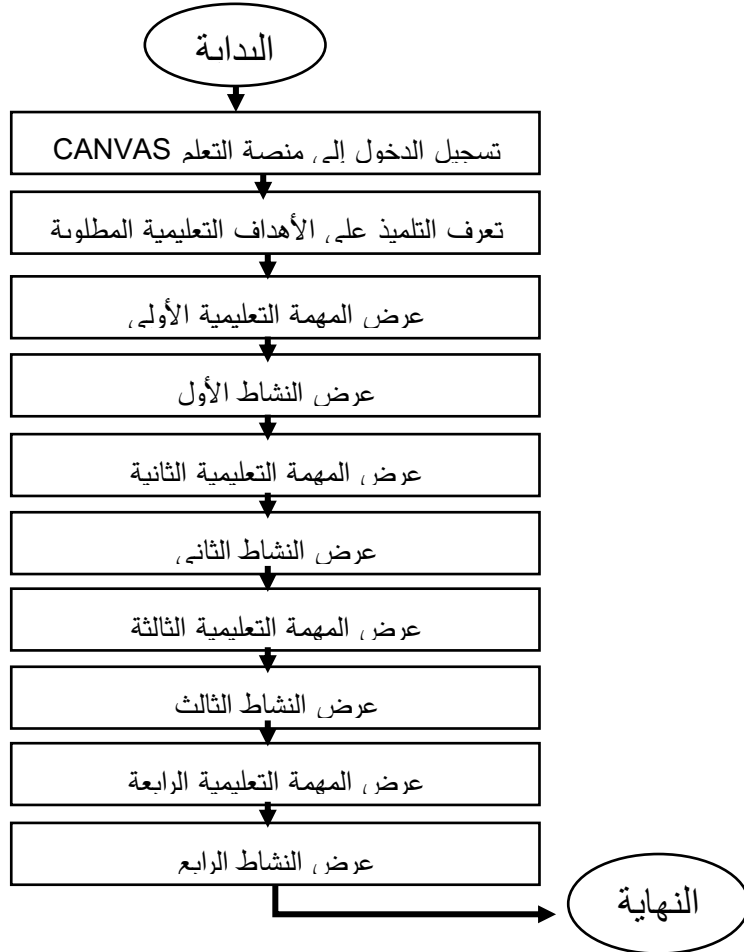 البداية
تسجيل الدخول إلى منصة التعلم CANVAS
تعرف التلميذ على الأهداف التعليمية المطلوبة
عرض المهمة التعليمية الأولى
عرض النشاط الأول
عرض المهمة التعليمية الثانية
عرض النشاط الثاني
عرض المهمة التعليمية الثالثة
عرض النشاط الثالث
عرض المهمة التعليمية الرابعة
عرض النشاط الرابع
النهاية